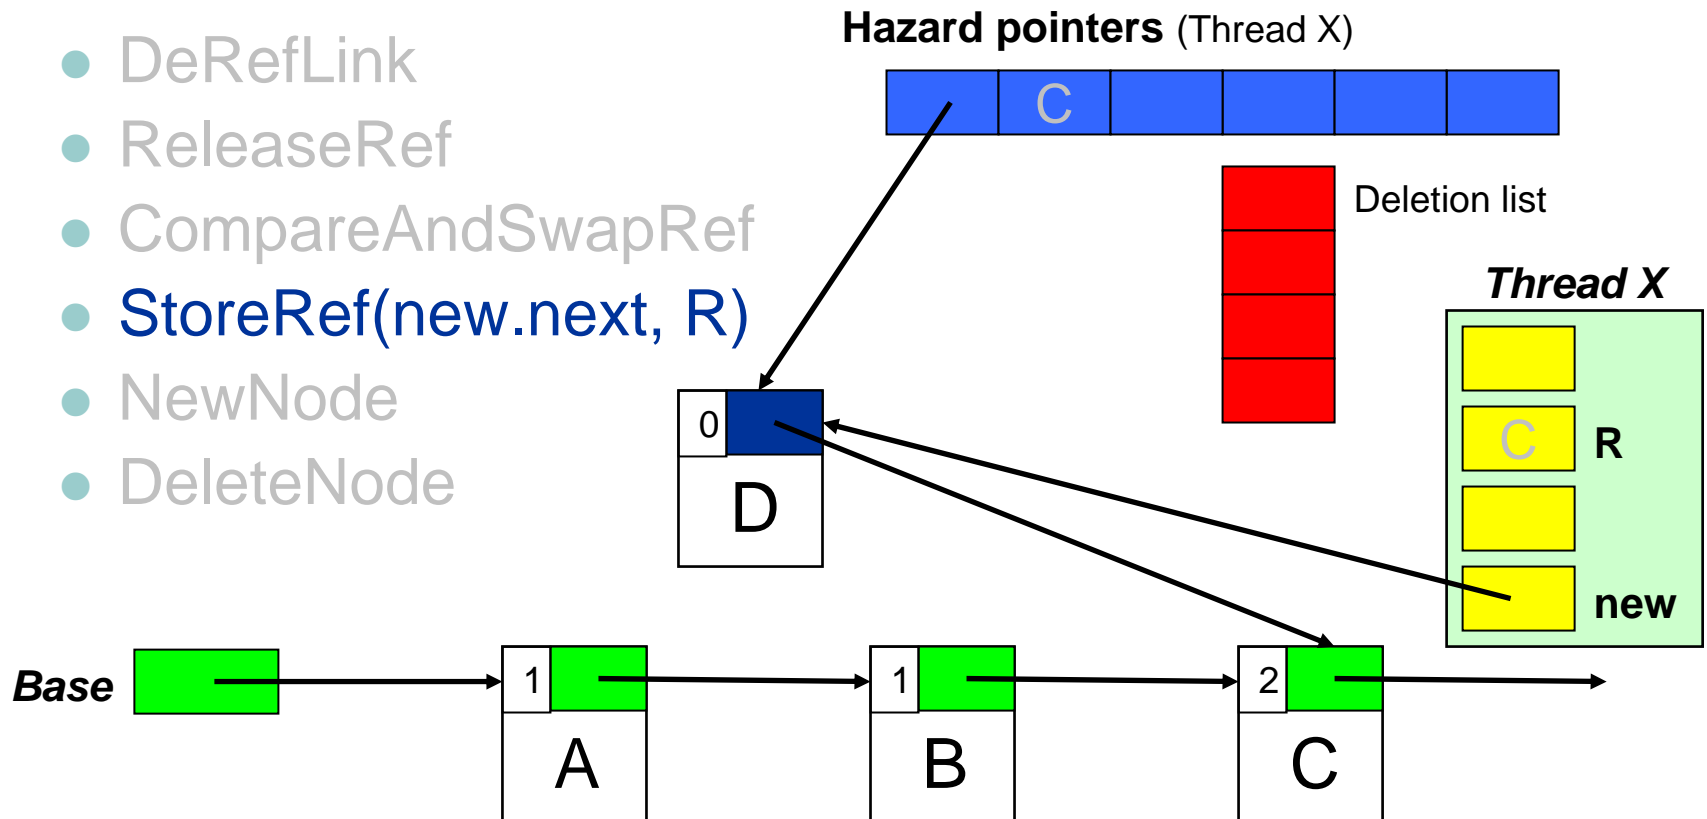 DeRefLink
ReleaseRef
CompareAndSwapRef
StoreRef(new.next, R)
NewNode
DeleteNode
Hazard pointers (Thread X)
C
Deletion list
Thread X
C R
new
0
D
Base
1
A
1
B
2
C